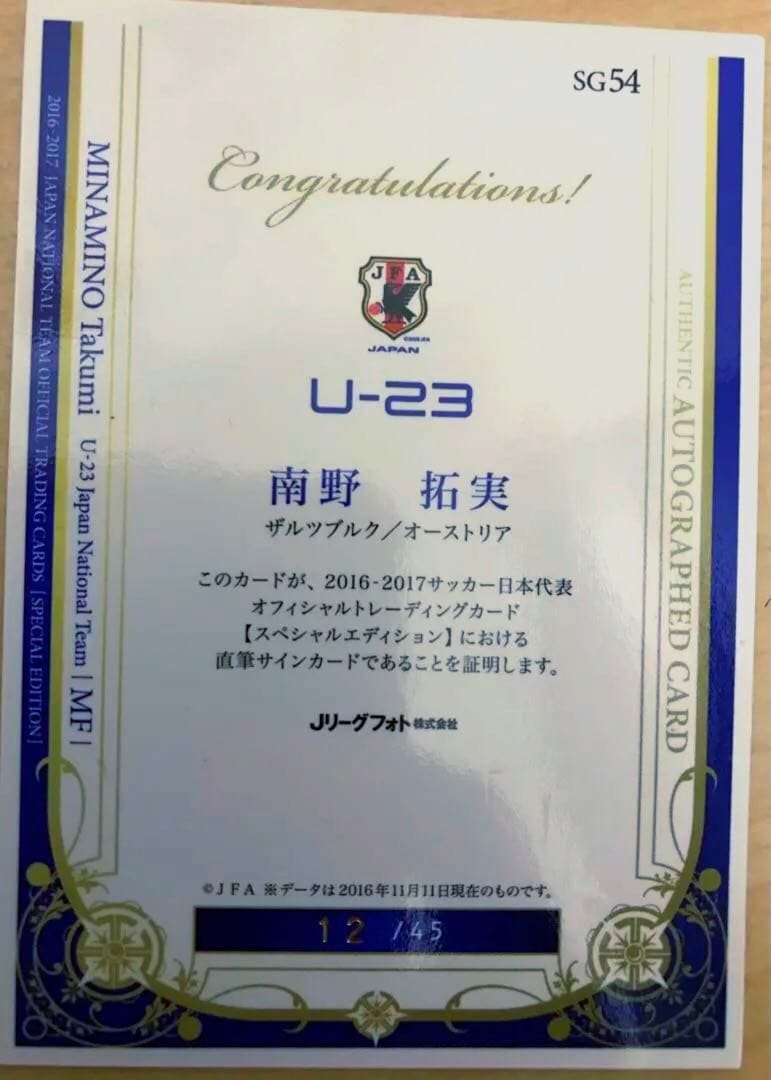 SG54
Congratulations!
JFA
©2009.JFA
JAPAN
U-23
南野 拓実
ザルツブルク／オーストリア
このカードが、2016-2017サッカー日本代表
オフィシャルトレーディングカード
【スペシャルエディション】における
直筆サインカードであることを証明します。
Jリーグフォト株式会社
©JFA ※データは2016年11月11日現在のものです。
12 /45
MINAMINO Takumi U-23 Japan National Team | MF |
2016-2017 JAPAN NATIONAL TEAM OFFICIAL TRADING CARDS [SPECIAL EDITION]
AUTHENTIC AUTOGRAPHED CARD